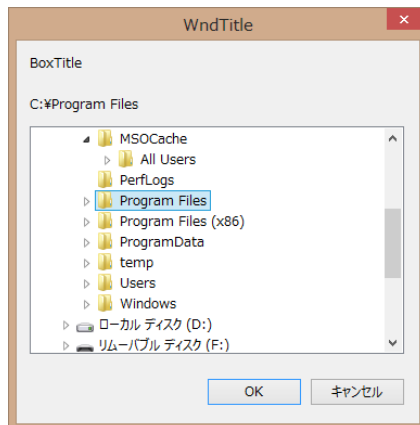 WndTitle
BoxTitle
C:¥Program Files
MSOCache
All Users
PerfLogs
Program Files
Program Files (x86)
ProgramData
temp
Users
Windows
ローカル ディスク (D:)
リムーバブル ディスク (F:)
OK
キャンセル